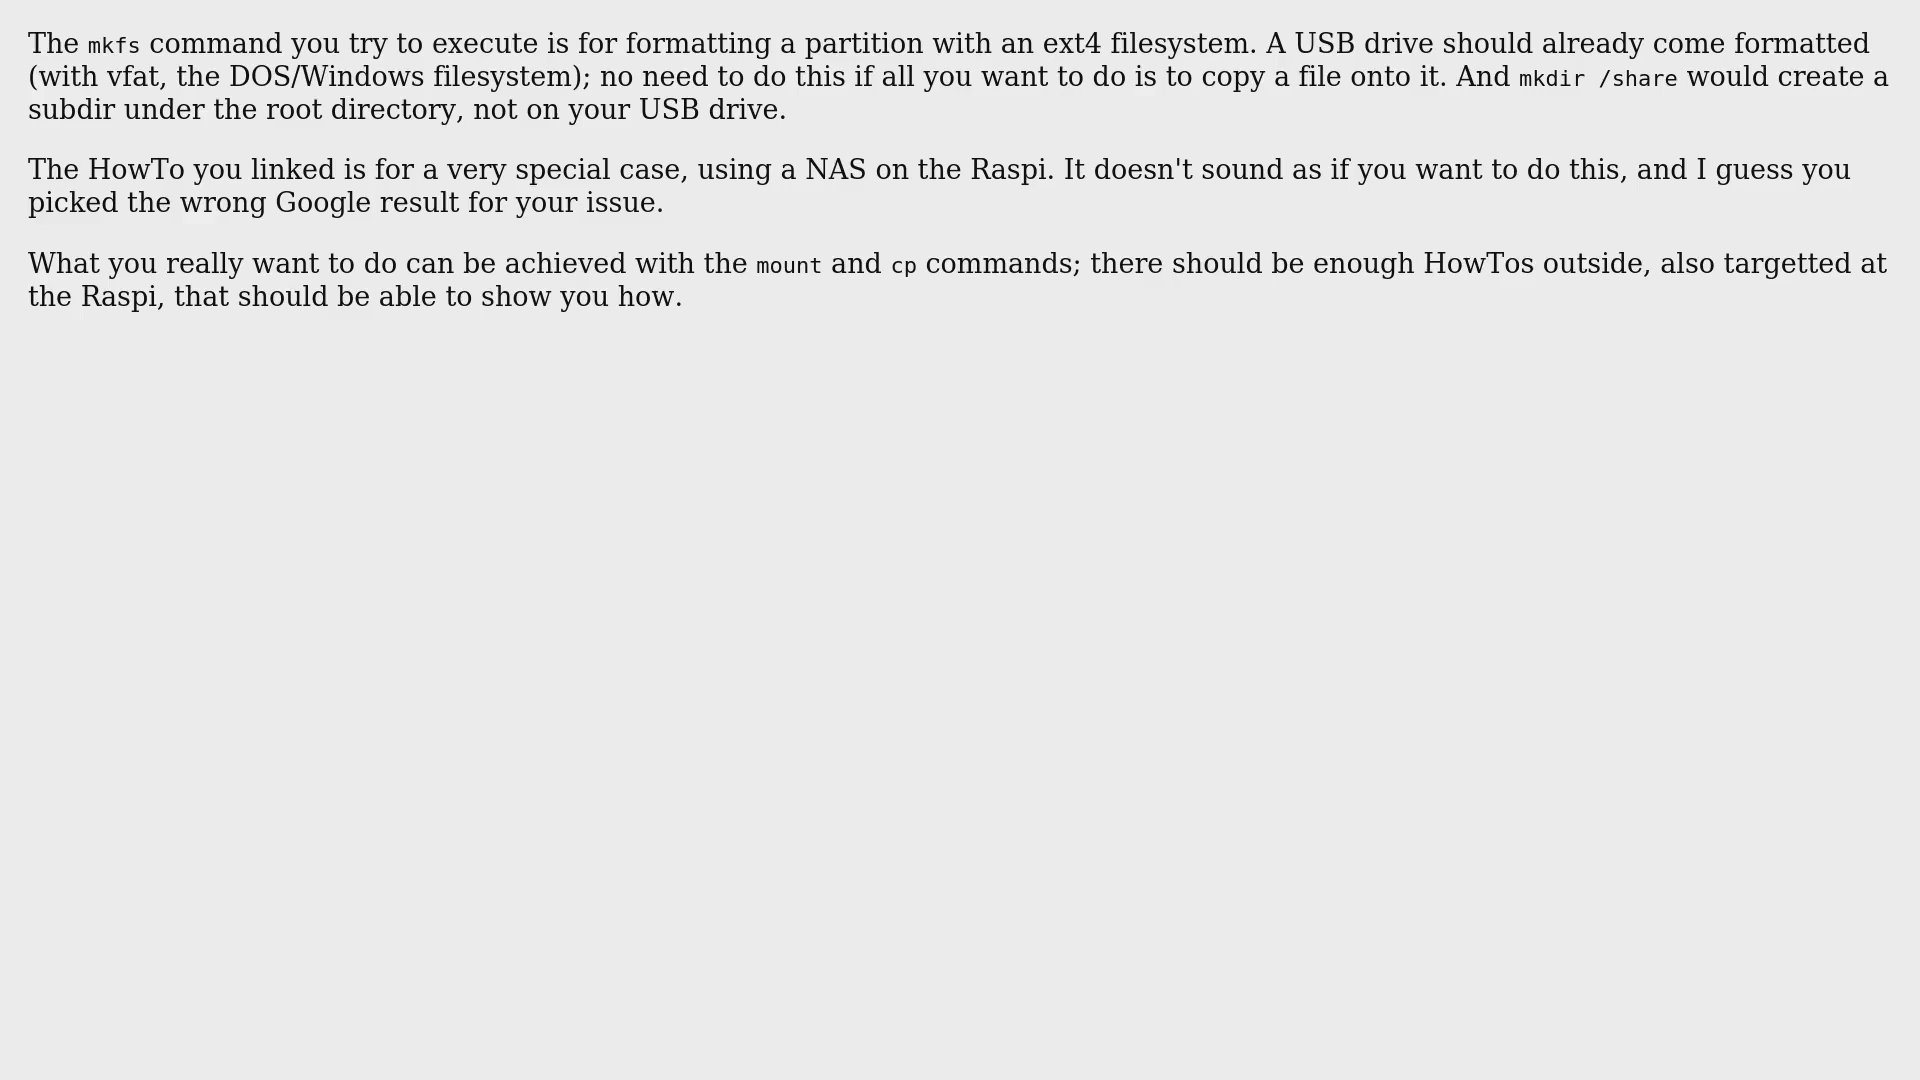 The mkfs command you try to execute is for formatting a partition with an ext4 filesystem. A USB drive should already come formatted
(with vfat, the DOS/Windows filesystem); no need to do this if all you want to do is to copy a file onto it. And mkdir /share would create a
subdir under the root directory, not on your USB drive.
The HowTo you linked is for a very special case, using a NAS on the Raspi. It doesn't sound as if you want to do this, and I guess you
picked the wrong Google result for your issue.
What you really want to do can be achieved with the mount and cp commands; there should be enough HowTos outside, also targetted at
the Raspi, that should be able to show you how.